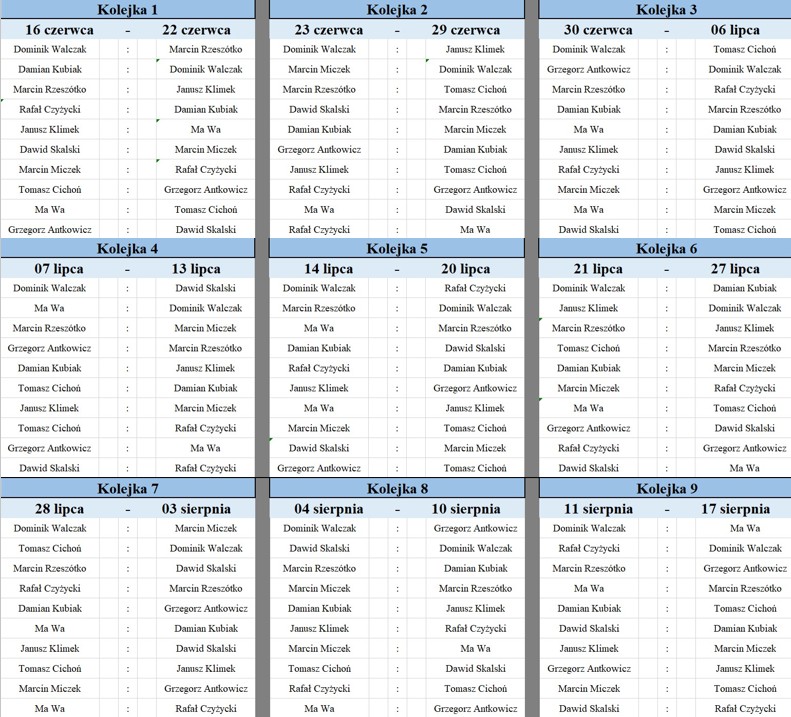 Kolejka 1
16 czerwca - 22 czerwca
Dominik Walczak : Marcin Rzeszótko
Damian Kubiak : Dominik Walczak
Marcin Rzeszótko : Janusz Klimek
Rafał Czyżycki : Damian Kubiak
Janusz Klimek : Ma Wa
Dawid Skalski : Marcin Miczek
Marcin Miczek : Rafał Czyżycki
Tomasz Cichoń : Grzegorz Antkowicz
Ma Wa : Tomasz Cichoń
Grzegorz Antkowicz : Dawid Skalski
Kolejka 2
23 czerwca - 29 czerwca
Dominik Walczak : Janusz Klimek
Marcin Miczek : Dominik Walczak
Marcin Rzeszótko : Tomasz Cichoń
Dawid Skalski : Marcin Rzeszótko
Damian Kubiak : Marcin Miczek
Grzegorz Antkowicz : Damian Kubiak
Janusz Klimek : Tomasz Cichoń
Rafał Czyżycki : Grzegorz Antkowicz
Ma Wa : Dawid Skalski
Rafał Czyżycki : Ma Wa
Kolejka 3
30 czerwca - 06 lipca
Dominik Walczak : Tomasz Cichoń
Grzegorz Antkowicz : Dominik Walczak
Marcin Rzeszótko : Rafał Czyżycki
Damian Kubiak : Marcin Rzeszótko
Ma Wa : Damian Kubiak
Janusz Klimek : Dawid Skalski
Rafał Czyżycki : Janusz Klimek
Marcin Miczek : Grzegorz Antkowicz
Ma Wa : Marcin Miczek
Dawid Skalski : Tomasz Cichoń
Kolejka 4
07 lipca - 13 lipca
Dominik Walczak : Dawid Skalski
Ma Wa : Dominik Walczak
Marcin Rzeszótko : Marcin Miczek
Grzegorz Antkowicz : Marcin Rzeszótko
Damian Kubiak : Janusz Klimek
Tomasz Cichoń : Damian Kubiak
Janusz Klimek : Marcin Miczek
Tomasz Cichoń : Rafał Czyżycki
Grzegorz Antkowicz : Ma Wa
Dawid Skalski : Rafał Czyżycki
Kolejka 5
14 lipca - 20 lipca
Dominik Walczak : Rafał Czyżycki
Marcin Rzeszótko : Dominik Walczak
Ma Wa : Marcin Rzeszótko
Damian Kubiak : Dawid Skalski
Rafał Czyżycki : Damian Kubiak
Janusz Klimek : Grzegorz Antkowicz
Ma Wa : Janusz Klimek
Marcin Miczek : Tomasz Cichoń
Dawid Skalski : Marcin Miczek
Grzegorz Antkowicz : Tomasz Cichoń
Kolejka 6
21 lipca - 27 lipca
Dominik Walczak : Damian Kubiak
Janusz Klimek : Dominik Walczak
Marcin Rzeszótko : Janusz Klimek
Tomasz Cichoń : Marcin Rzeszótko
Damian Kubiak : Marcin Miczek
Marcin Miczek : Rafał Czyżycki
Ma Wa : Tomasz Cichoń
Grzegorz Antkowicz : Dawid Skalski
Rafał Czyżycki : Grzegorz Antkowicz
Dawid Skalski : Ma Wa
Kolejka 7
28 lipca - 03 sierpnia
Dominik Walczak : Marcin Miczek
Tomasz Cichoń : Dominik Walczak
Marcin Rzeszótko : Dawid Skalski
Rafał Czyżycki : Marcin Rzeszótko
Damian Kubiak : Grzegorz Antkowicz
Ma Wa : Damian Kubiak
Janusz Klimek : Dawid Skalski
Tomasz Cichoń : Janusz Klimek
Marcin Miczek : Grzegorz Antkowicz
Ma Wa : Rafał Czyżycki
Kolejka 8
04 sierpnia - 10 sierpnia
Dominik Walczak : Grzegorz Antkowicz
Dawid Skalski : Dominik Walczak
Marcin Rzeszótko : Damian Kubiak
Marcin Miczek : Marcin Rzeszótko
Damian Kubiak : Janusz Klimek
Janusz Klimek : Rafał Czyżycki
Marcin Miczek : Ma Wa
Tomasz Cichoń : Dawid Skalski
Rafał Czyżycki : Tomasz Cichoń
Ma Wa : Grzegorz Antkowicz
Kolejka 9
11 sierpnia - 17 sierpnia
Dominik Walczak : Ma Wa
Rafał Czyżycki : Dominik Walczak
Marcin Rzeszótko : Grzegorz Antkowicz
Ma Wa : Marcin Rzeszótko
Damian Kubiak : Tomasz Cichoń
Dawid Skalski : Damian Kubiak
Janusz Klimek : Marcin Miczek
Grzegorz Antkowicz : Janusz Klimek
Marcin Miczek : Tomasz Cichoń
Dawid Skalski : Rafał Czyżycki